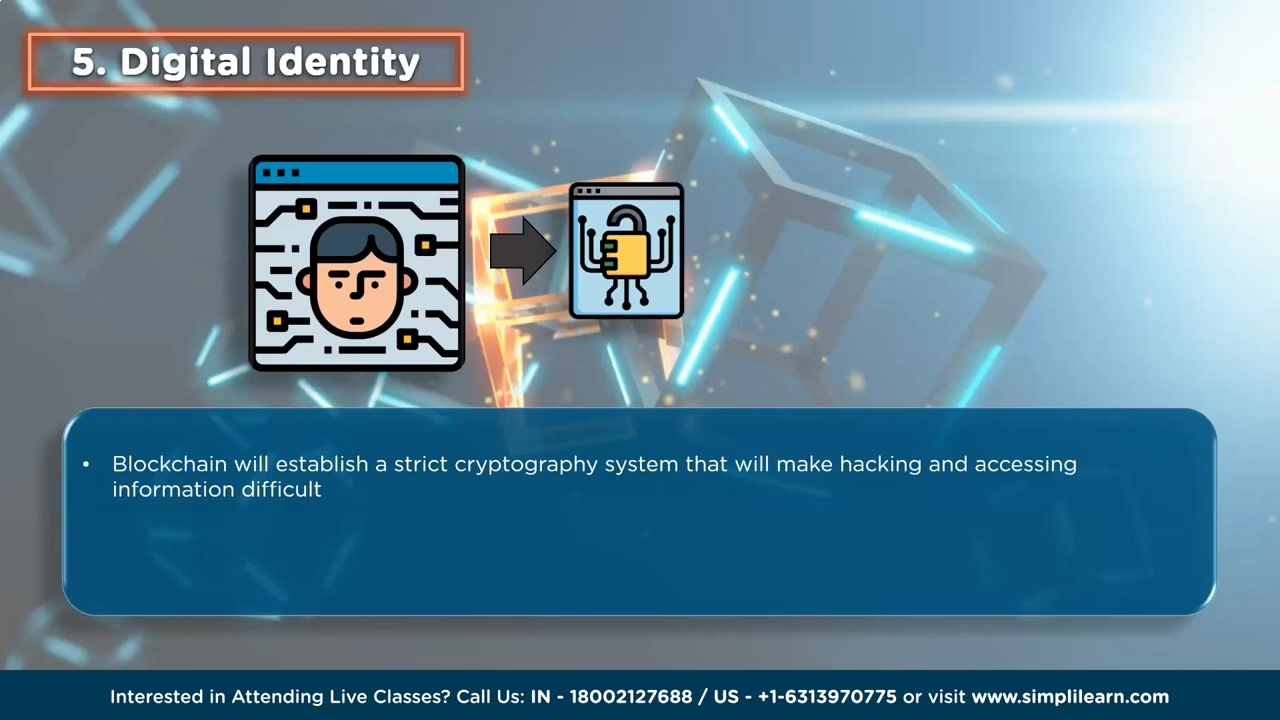 5. Digital Identity
• Blockchain will establish a strict cryptography system that will make hacking and accessing
information difficult
Interested in Attending Live Classes? Call Us: IN - 18002127688 / US - +1-6313970775 or visit www.simplilearn.com